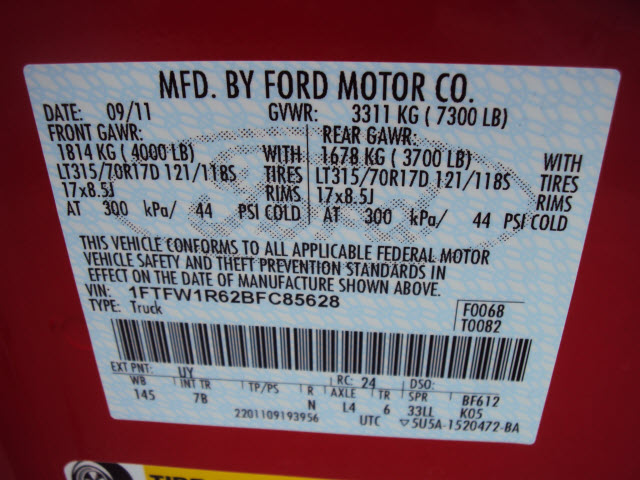 MFD. BY FORD MOTOR CO.
DATE: 09/11 GVWR: 3311 KG ( 7300 LB)
FRONT GAWR: REAR GAWR:
1814 KG ( 4000 LB) WITH 1678 KG ( 3700 LB) WITH
LT315/70R17D 121/118S TIRES LT315/70R17D 121/118S TIRES
17x8.5J RIMS 17x8.5J RIMS
AT 300 kPa/ 44 PSI COLD AT 300 kPa/ 44 PSI COLD
THIS VEHICLE CONFORMS TO ALL APPLICABLE FEDERAL MOTOR
VEHICLE SAFETY AND THEFT PREVENTION STANDARDS IN
EFFECT ON THE DATE OF MANUFACTURE SHOWN ABOVE.
VIN: 1FTFW1R62BFC85628
TYPE: Truck
F0068
T0082
EXT PNT: UY RC: 24 DSO:
WB INT TR TP/PS R AXLE TR SPR BF612
145 7B N L4 6 33LL K05
2201109193956 UTC ▽5U5A-1520472-BA